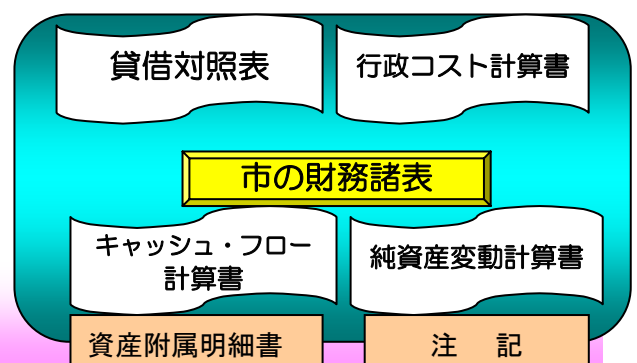 貸借対照表
行政コスト計算書
市の財務諸表
キャッシュ・フロー
計算書
純資産変動計算書
資産附属明細書
注　記